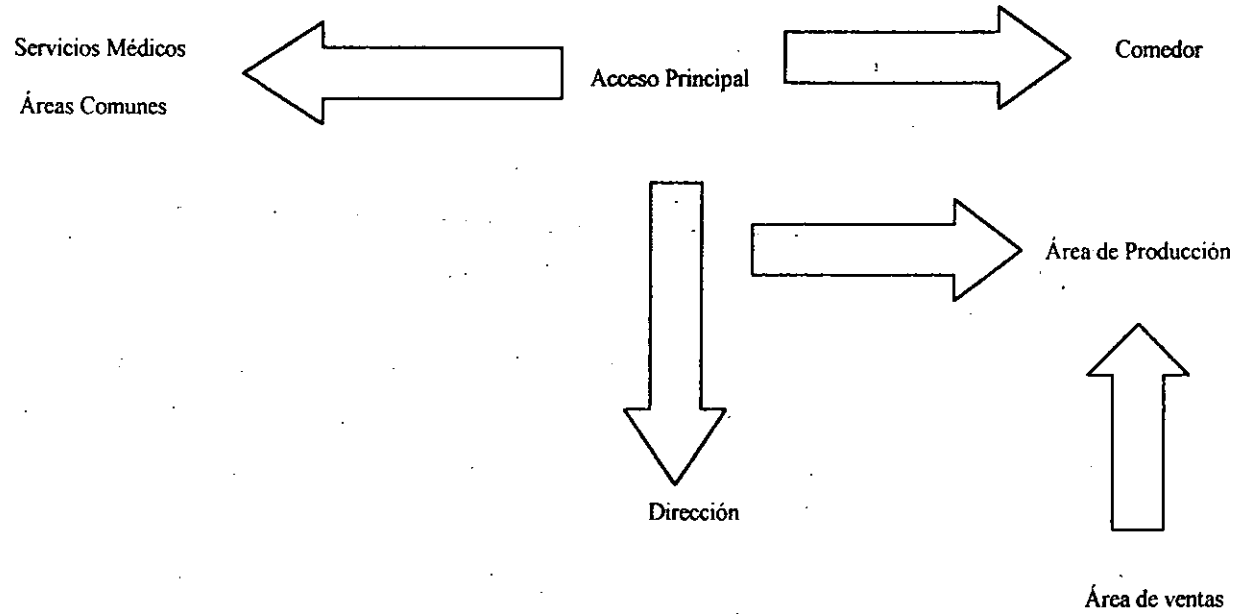 Servicios Médicos
Áreas Comunes
Acceso Principal
Comedor
Área de Producción
Dirección
Área de ventas